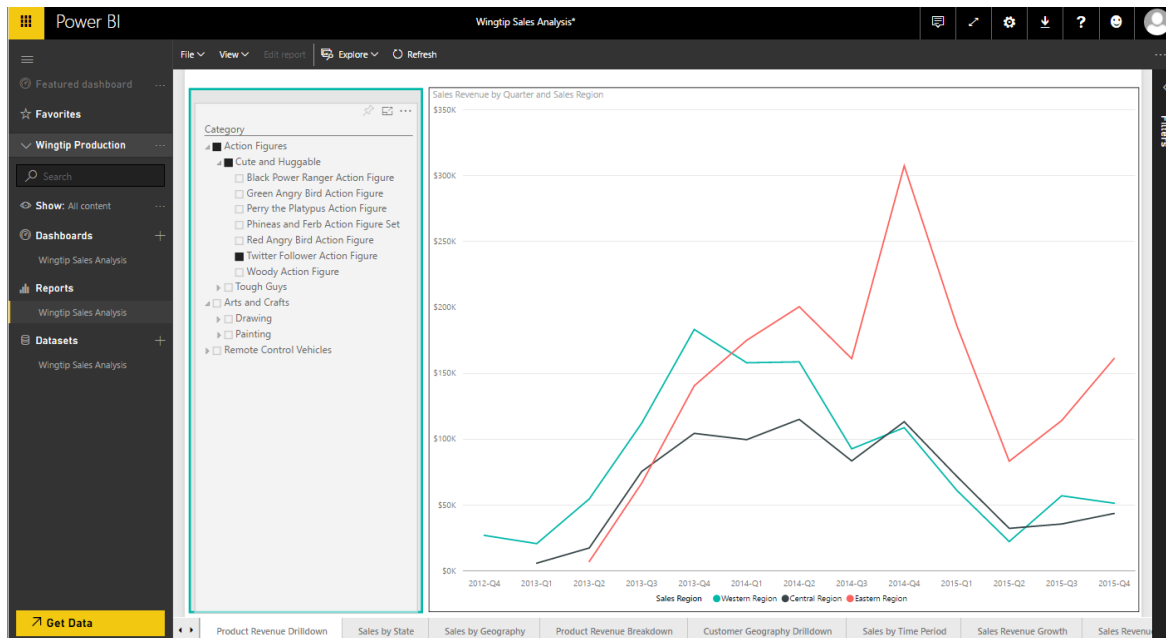 Power BI
Wingtip Sales Analysis*
?
File View Edit report Explore Refresh
Featured dashboard
Favorites
Wingtip Production
Search
Show: All content
Dashboards
Wingtip Sales Analysis
Reports
Wingtip Sales Analysis
Datasets
Wingtip Sales Analysis
Get Data
Category
Action Figures
Cute and Huggable
Black Power Ranger Action Figure
Green Angry Bird Action Figure
Perry the Platypus Action Figure
Phineas and Ferb Action Figure Set
Red Angry Bird Action Figure
Twitter Follower Action Figure
Woody Action Figure
Tough Guys
Arts and Crafts
Drawing
Painting
Remote Control Vehicles
Sales Revenue by Quarter and Sales Region
$350K
$300K
$250K
$200K
$150K
$100K
$50K
$0K
2012-Q4 2013-Q1 2013-Q2 2013-Q3 2013-Q4 2014-Q1 2014-Q2 2014-Q3 2014-Q4 2015-Q1 2015-Q2 2015-Q3 2015-Q4
Sales Region Western Region Central Region Eastern Region
Filters
Product Revenue Drilldown Sales by State Sales by Geography Product Revenue Breakdown Customer Geography Drilldown Sales by Time Period Sales Revenue Growth Sales Revenu